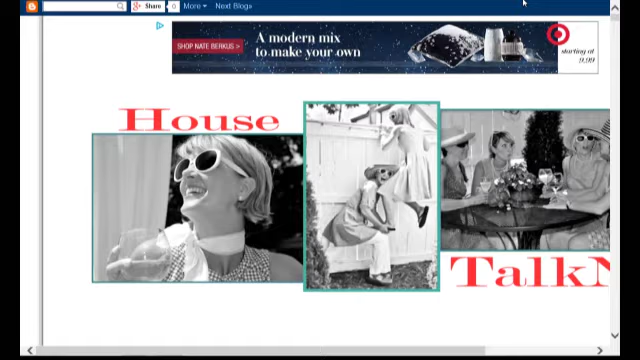 Share
0
More
Next Blog»
SHOP NATE BERKUS >
A modern mix
to make your own
starting at
9.99
House
TalkN